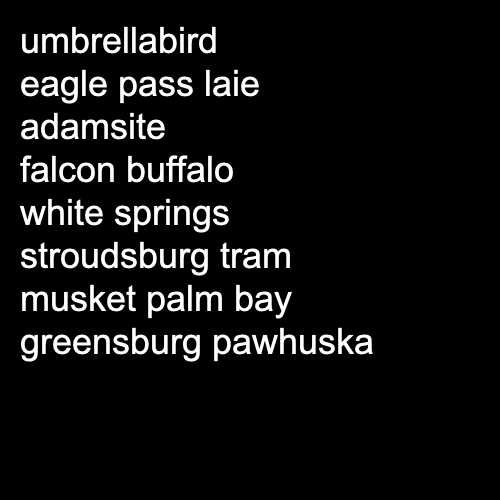 umbrellabird
eagle pass laie
adamsite
falcon buffalo
white springs
stroudsburg tram
musket palm bay
greensburg pawhuska